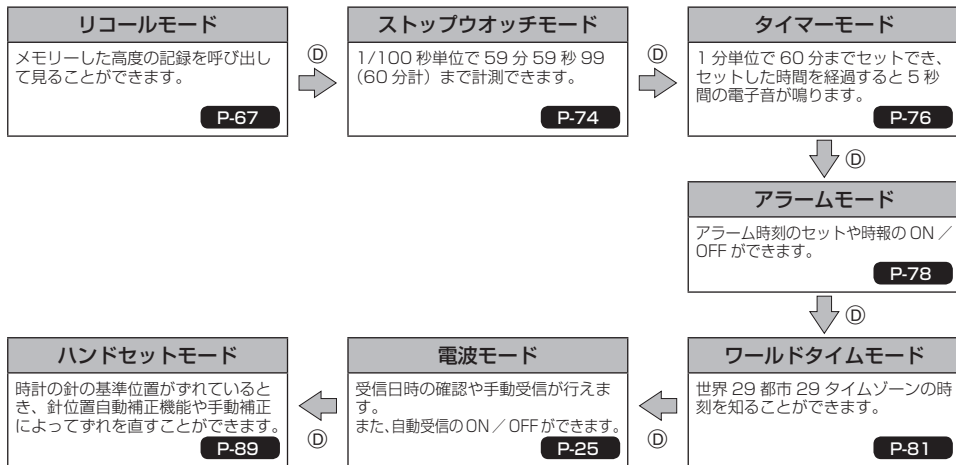 リコールモード
メモリーした高度の記録を呼び出し
て見ることができます。
P-67
Ⓓ
ストップウオッチモード
1/100 秒単位で 59 分 59 秒 99
（60 分計）まで計測できます。
P-74
Ⓓ
タイマーモード
1 分単位で 60 分までセットでき、
セットした時間を経過すると 5 秒
間の電子音が鳴ります。
P-76
Ⓓ
アラームモード
アラーム時刻のセットや時報の ON ／
OFF ができます。
P-78
Ⓓ
ワールドタイムモード
世界 29 都市 29 タイムゾーンの時
刻を知ることができます。
P-81
Ⓓ
電波モード
受信日時の確認や手動受信が行えま
す。
また、自動受信の ON ／ OFF ができます。
P-25
Ⓓ
ハンドセットモード
時計の針の基準位置がずれていると
き、針位置自動補正機能や手動補正
によってずれを直すことができます。
P-89